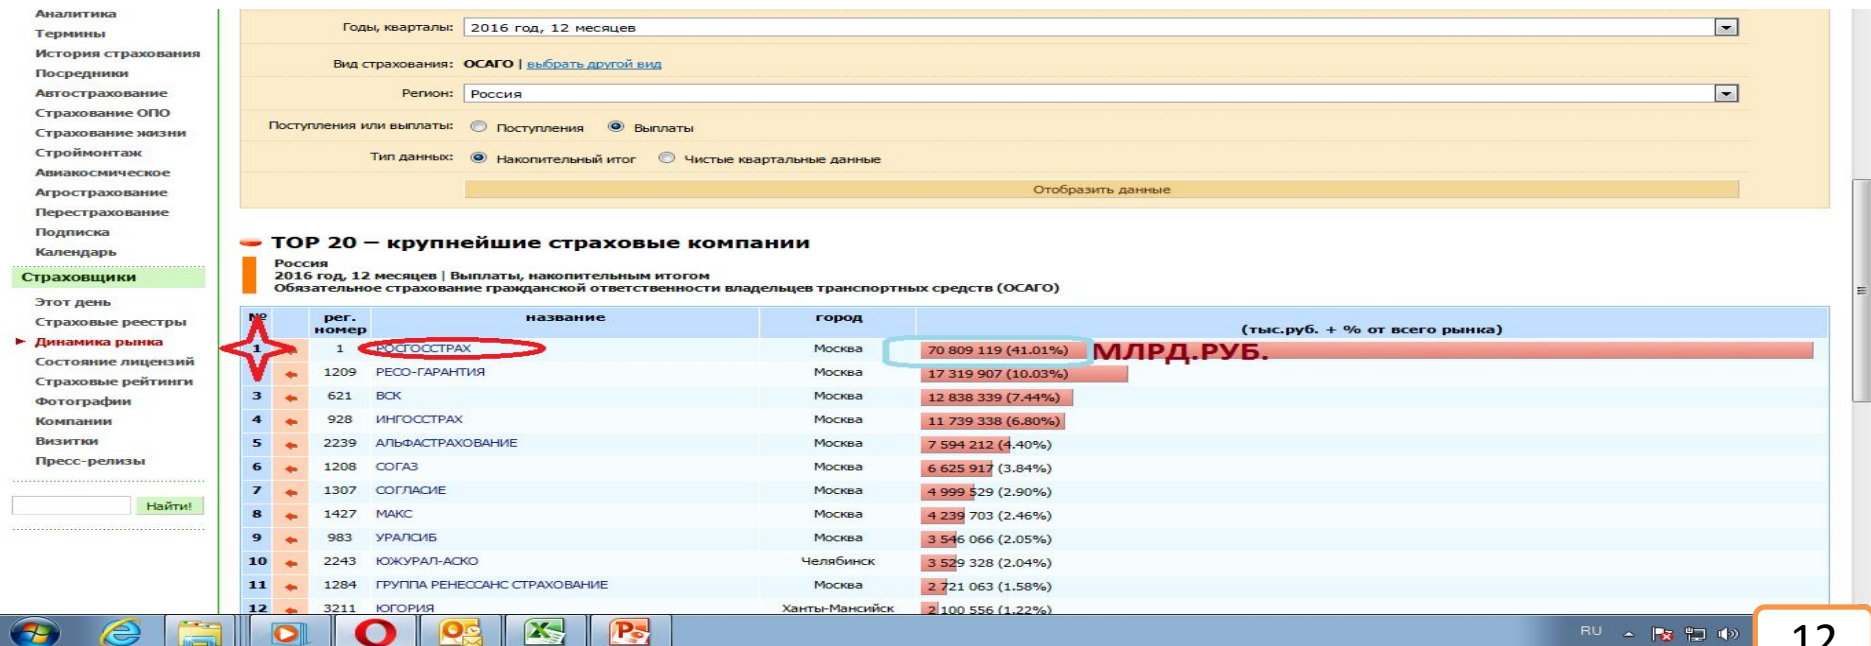 Аналитика
Термины
История страхования
Посредники
Автострахование
Страхование ОПО
Страхование жизни
Строймонтаж
Авиакосмическое
Агрострахование
Перестрахование
Подписка
Календарь
Страховщики
Этот день
Страховые реестры
Динамика рынка
Состояние лицензий
Страховые рейтинги
Фотографии
Компании
Визитки
Пресс-релизы
Найти!
Годы, кварталы: 2016 год, 12 месяцев
Вид страхования: ОСАГО | выбрать другой вид
Регион: Россия
Поступления или выплаты: Поступления Выплаты
Тип данных: Накопительный итог Чистые квартальные данные
Отобразить данные
TOP 20 – крупнейшие страховые компании
Россия
2016 год, 12 месяцев | Выплаты, накопительным итогом
Обязательное страхование гражданской ответственности владельцев транспортных средств (ОСАГО)
№ рег. номер название город (тыс.руб. + % от всего рынка)
1 1 РОСГОССТРАХ Москва 70 809 119 (41.01%) МЛРД.РУБ.
1209 РЕСО-ГАРАНТИЯ Москва 17 319 907 (10.03%)
3 621 ВСК Москва 12 838 339 (7.44%)
4 928 ИНГОССТРАХ Москва 11 739 338 (6.80%)
5 2239 АЛЬФАСТРАХОВАНИЕ Москва 7 594 212 (4.40%)
6 1208 СОГАЗ Москва 6 625 917 (3.84%)
7 1307 СОГЛАСИЕ Москва 4 999 529 (2.90%)
8 1427 МАКС Москва 4 239 703 (2.46%)
9 983 УРАЛСИБ Москва 3 546 066 (2.05%)
10 2243 ЮЖУРАЛ-АСКО Челябинск 3 529 328 (2.04%)
11 1284 ГРУППА РЕНЕССАНС СТРАХОВАНИЕ Москва 2 721 063 (1.58%)
12 3211 ЮГОРИЯ Ханты-Мансийск 2 100 556 (1.22%)
RU
12